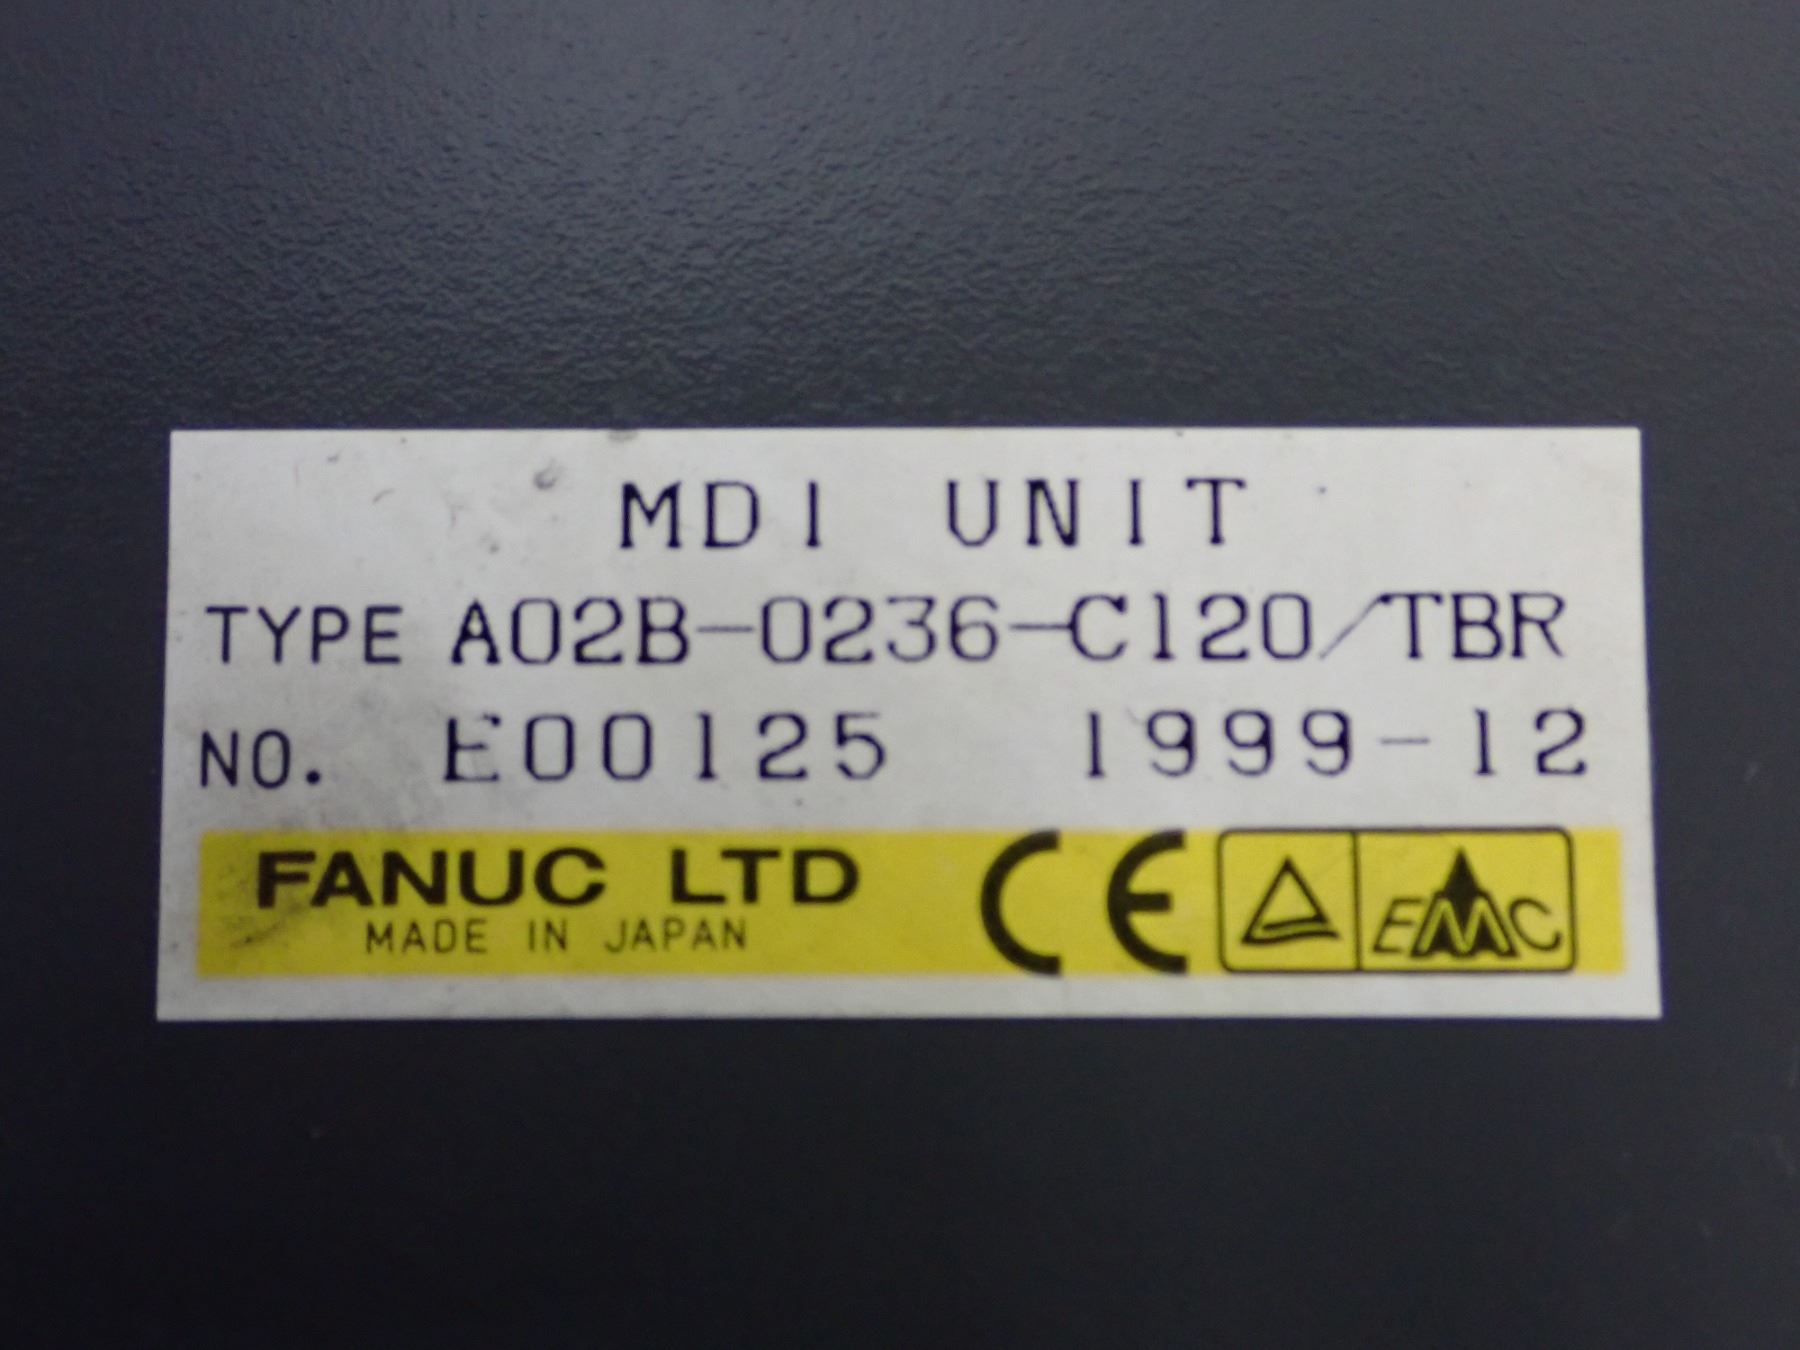 MDI UNIT
TYPE A02B-0236-C120/TBR
NO. E00125 1999-12
FANUC LTD
MADE IN JAPAN
CE
EMC